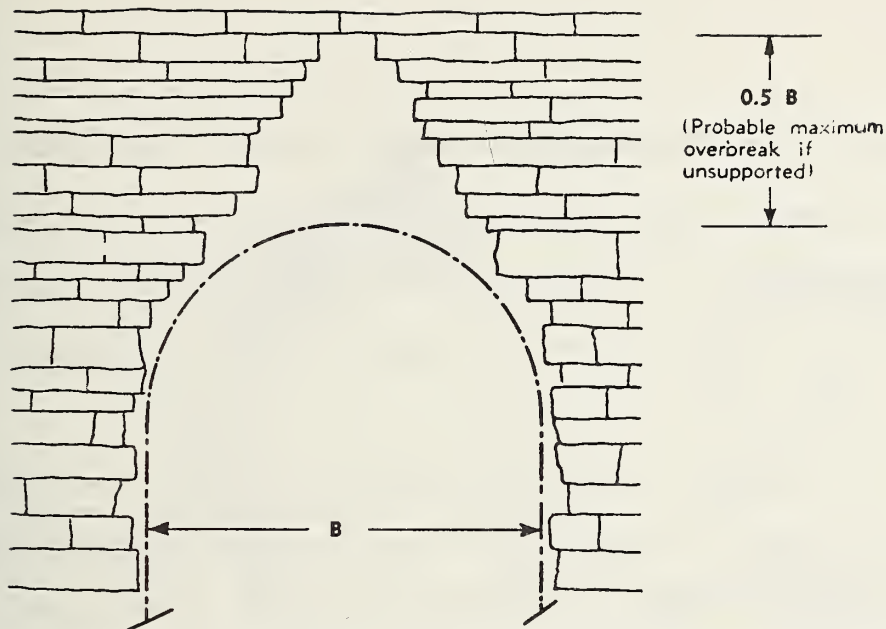 0.5 B
(Probable maximum
overbreak if
unsupported)
B